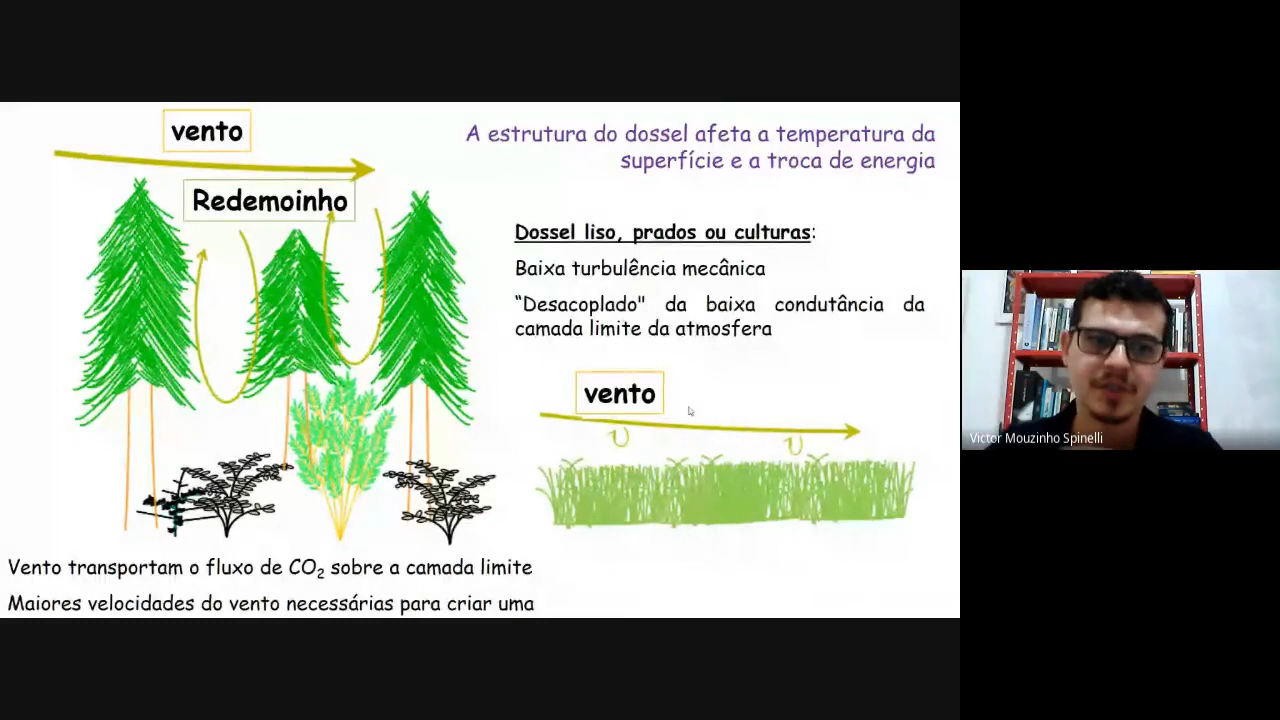 vento
Redemoinho
A estrutura do dossel afeta a temperatura da
superfície e a troca de energia
Dossel liso, prados ou culturas:
Baixa turbulência mecânica
“Desacoplado" da baixa condutância da
camada limite da atmosfera
vento
Vento transportam o fluxo de CO₂ sobre a camada limite
Maiores velocidades do vento necessárias para criar uma
Victor Mouzinho Spinelli